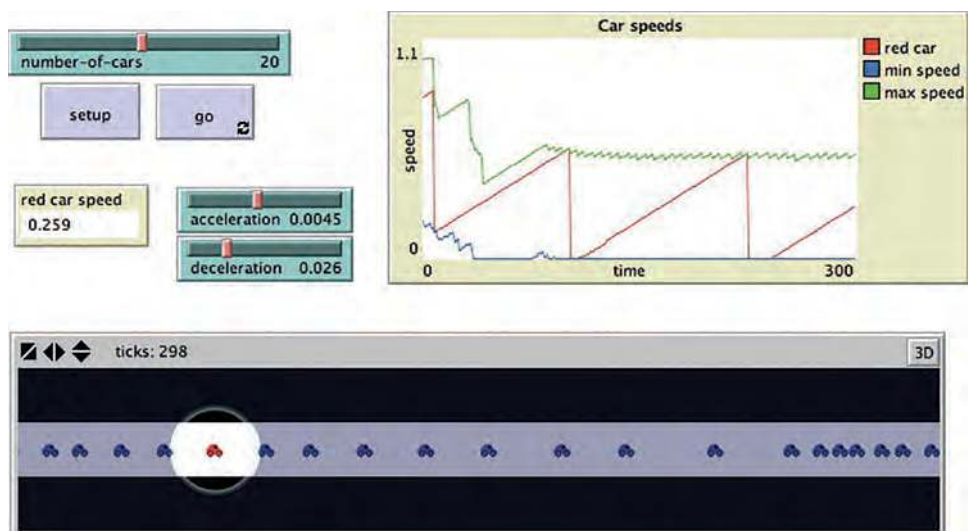 number-of-cars 20
setup
go
red car speed
0.259
acceleration 0.0045
deceleration 0.026
Car speeds
1.1
speed
0
0
time
300
red car
min speed
max speed
ticks: 298
3D